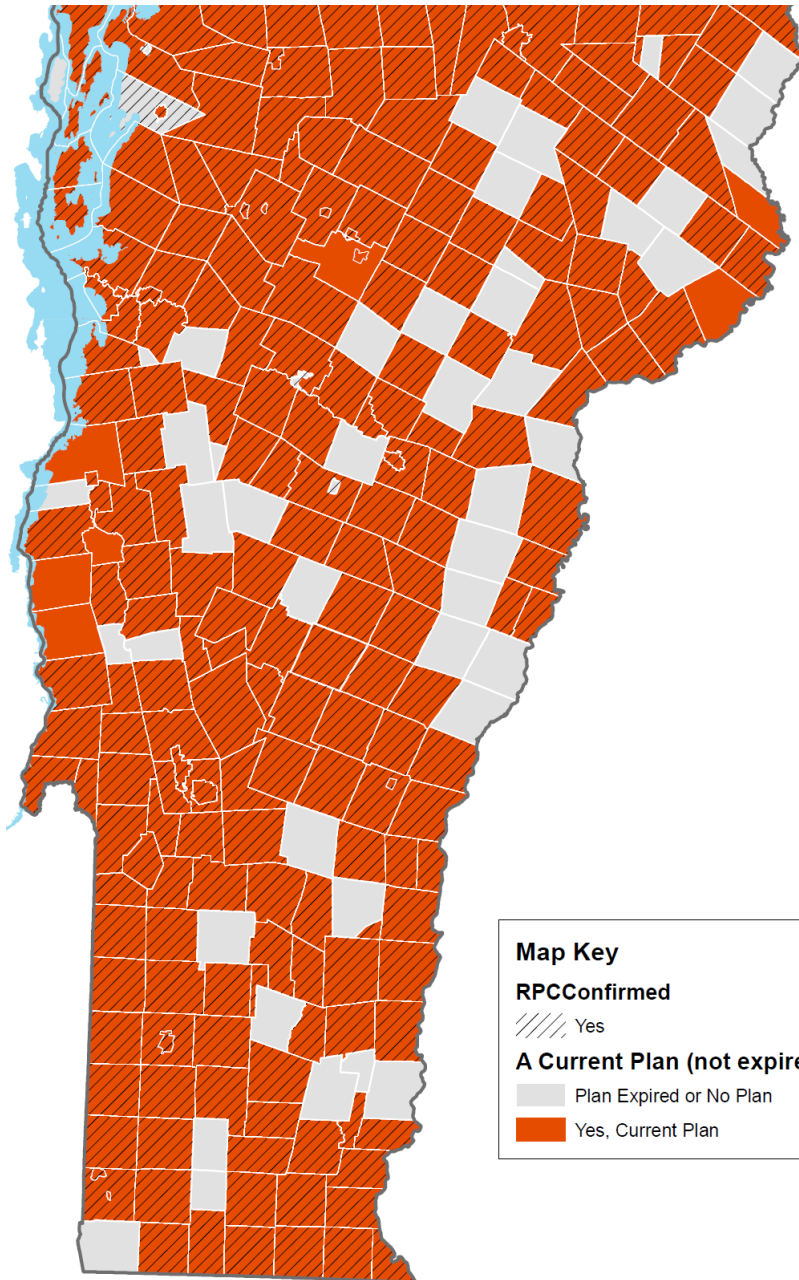 Map Key
RPCConfirmed
Yes
A Current Plan (not expire
Plan Expired or No Plan
Yes, Current Plan